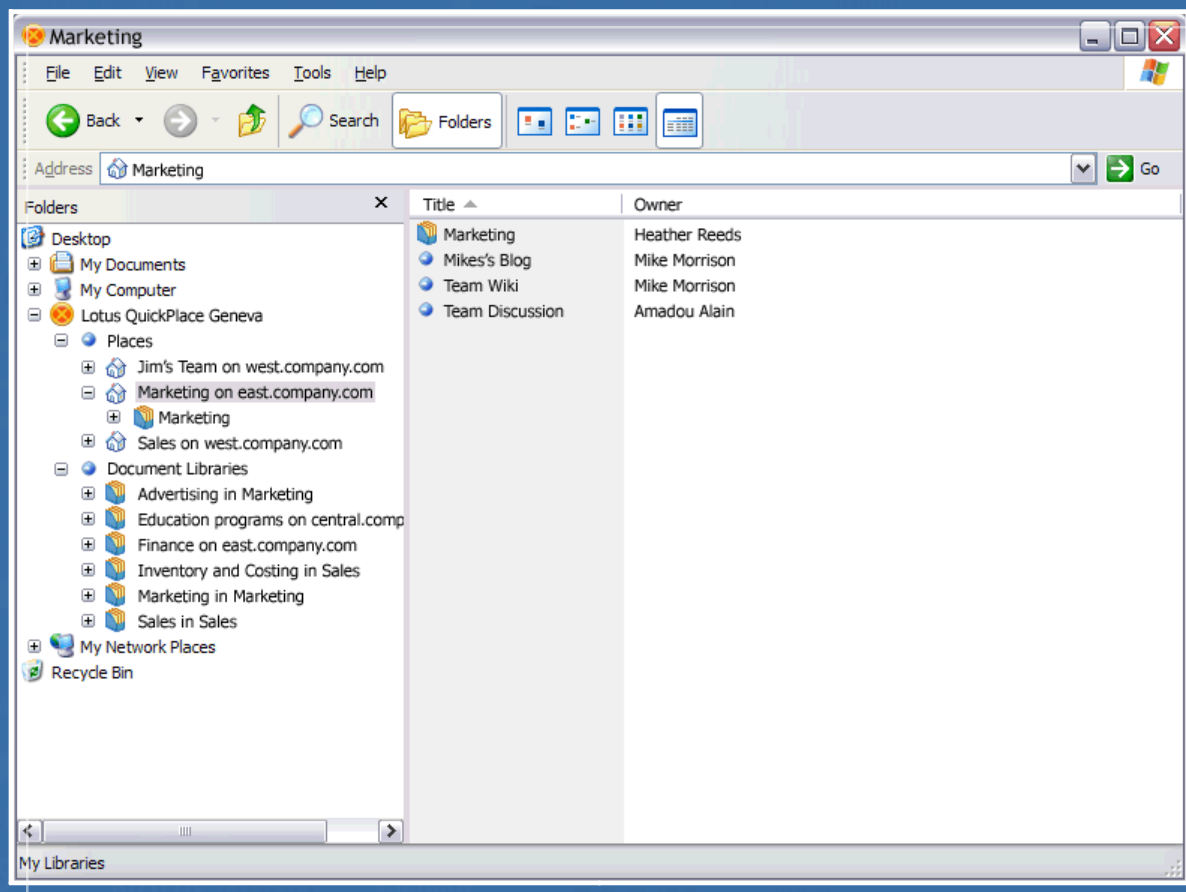 Marketing
File Edit View Favorites Tools Help
Back Search Folders
Address Marketing Go
Folders
Desktop
My Documents
My Computer
Lotus QuickPlace Geneva
Places
Jim's Team on west.company.com
Marketing on east.company.com
Marketing
Sales on west.company.com
Document Libraries
Advertising in Marketing
Education programs on central.comp
Finance on east.company.com
Inventory and Costing in Sales
Marketing in Marketing
Sales in Sales
My Network Places
Recycle Bin
Title Owner
Marketing Heather Reeds
Mikes's Blog Mike Morrison
Team Wiki Mike Morrison
Team Discussion Amadou Alain
My Libraries